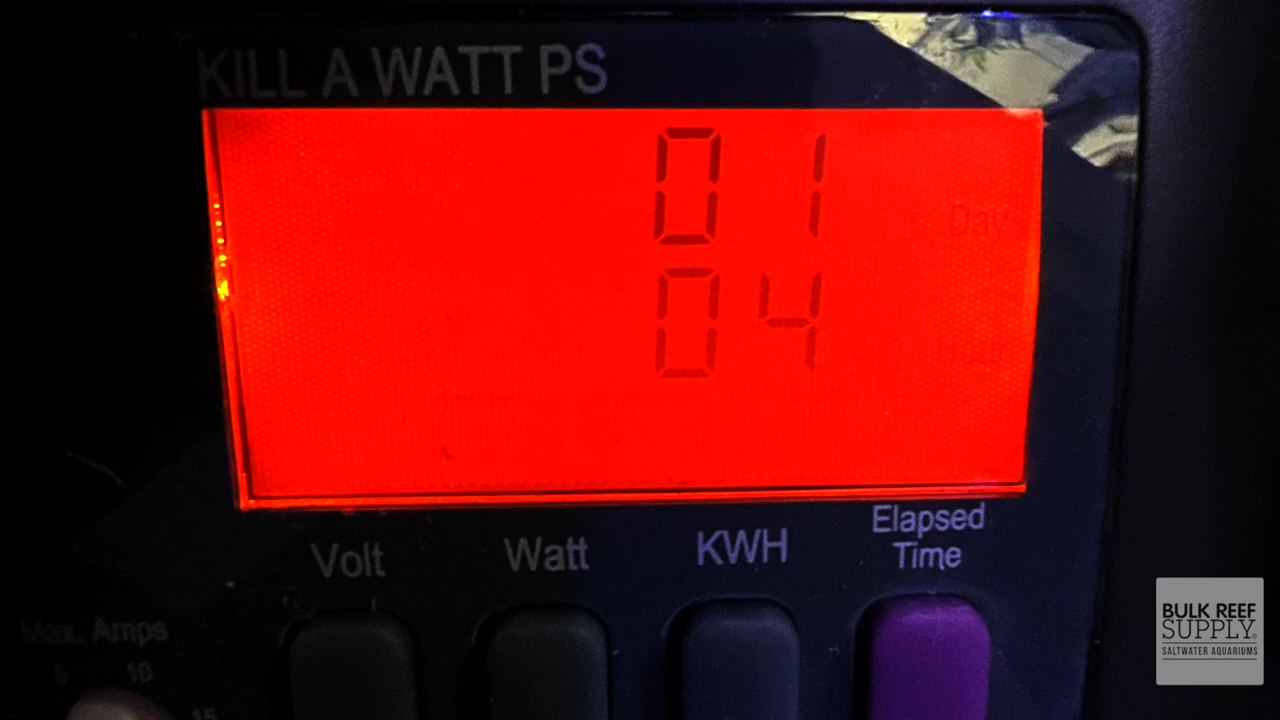 KILL A WATT PS
01
Day
04
Volt
Watt
KWH
Elapsed
Time
Max. Amps
5
10
15
BULK REEF
SUPPLY®
SALTWATER AQUARIUMS